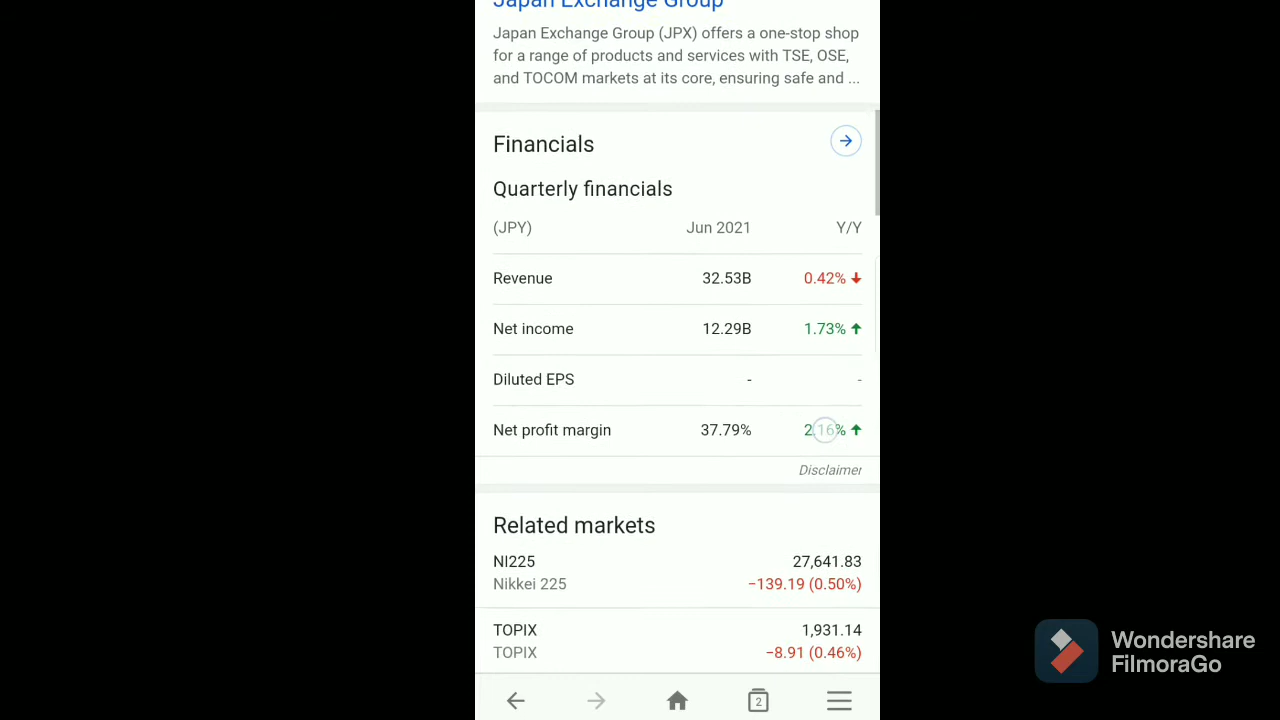 Japan Exchange Group
Japan Exchange Group (JPX) offers a one-stop shop
for a range of products and services with TSE, OSE,
and TOCOM markets at its core, ensuring safe and ...
Financials
Quarterly financials
(JPY) Jun 2021 Y/Y
Revenue 32.53B 0.42%
Net income 12.29B 1.73%
Diluted EPS - -
Net profit margin 37.79% 2.16%
Disclaimer
Related markets
NI225 27,641.83
Nikkei 225 −139.19 (0.50%)
TOPIX 1,931.14
TOPIX −8.91 (0.46%)
2
Wondershare
FilmoraGo